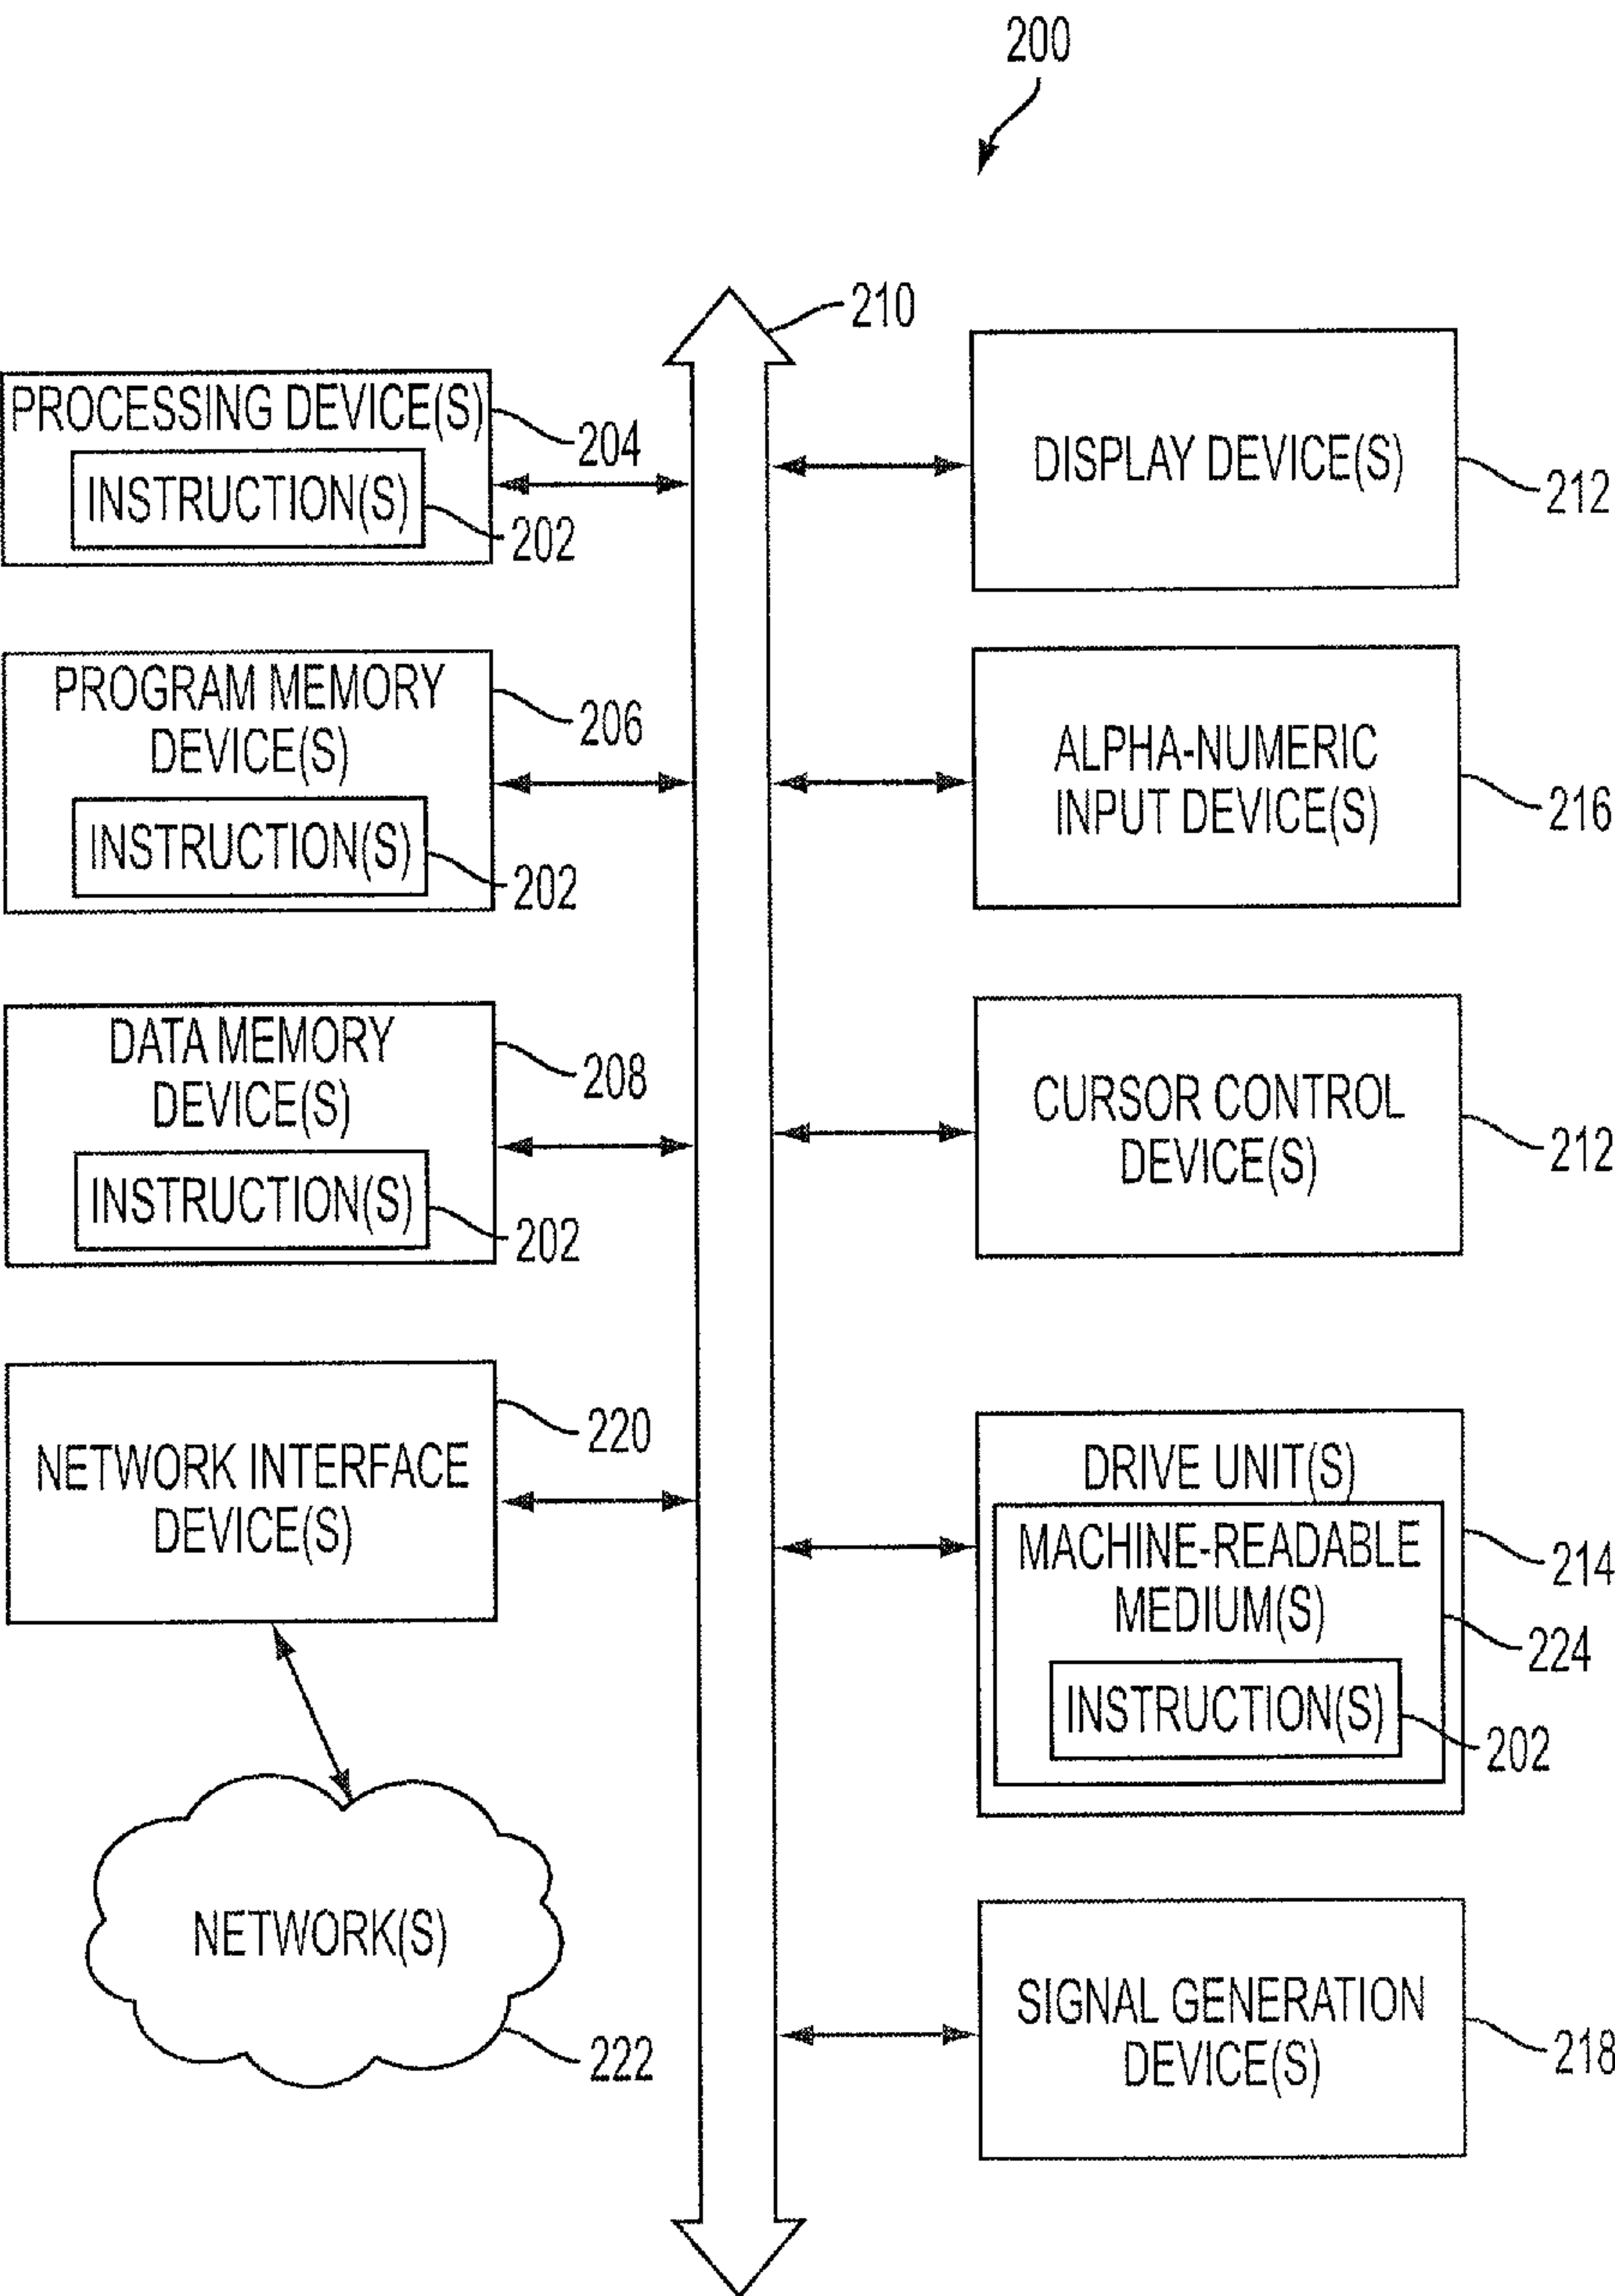 200
210
PROCESSING DEVICE(S)
204
INSTRUCTION(S)
202
PROGRAM MEMORY
DEVICE(S)
206
INSTRUCTION(S)
202
DATA MEMORY
DEVICE(S)
208
INSTRUCTION(S)
202
NETWORK INTERFACE
DEVICE(S)
220
NETWORK(S)
222
DISPLAY DEVICE(S)
212
ALPHA-NUMERIC
INPUT DEVICE(S)
216
CURSOR CONTROL
DEVICE(S)
212
DRIVE UNIT(S)
214
MACHINE-READABLE
MEDIUM(S)
224
INSTRUCTION(S)
202
SIGNAL GENERATION
DEVICE(S)
218